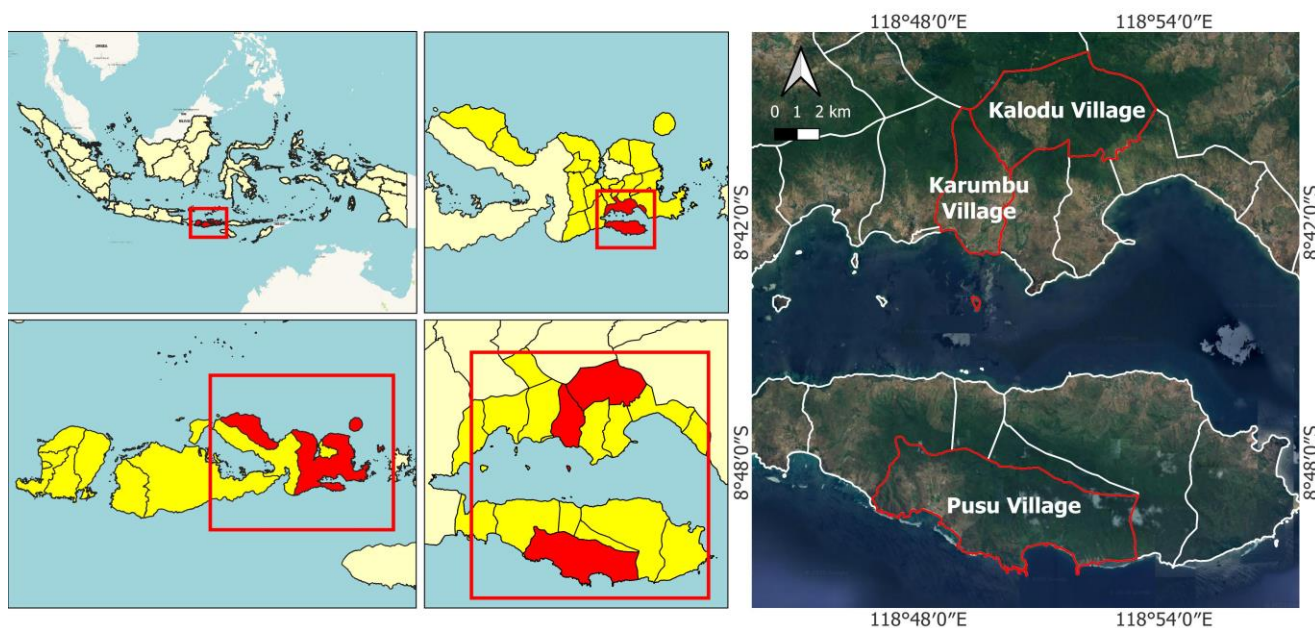 118°48′0″E
118°54′0″E
0 1 2 km
Kalodu Village
Karumbu
Village
8°42′0″S
8°42′0″S
8°48′0″S
8°48′0″S
Pusu Village
118°48′0″E
118°54′0″E